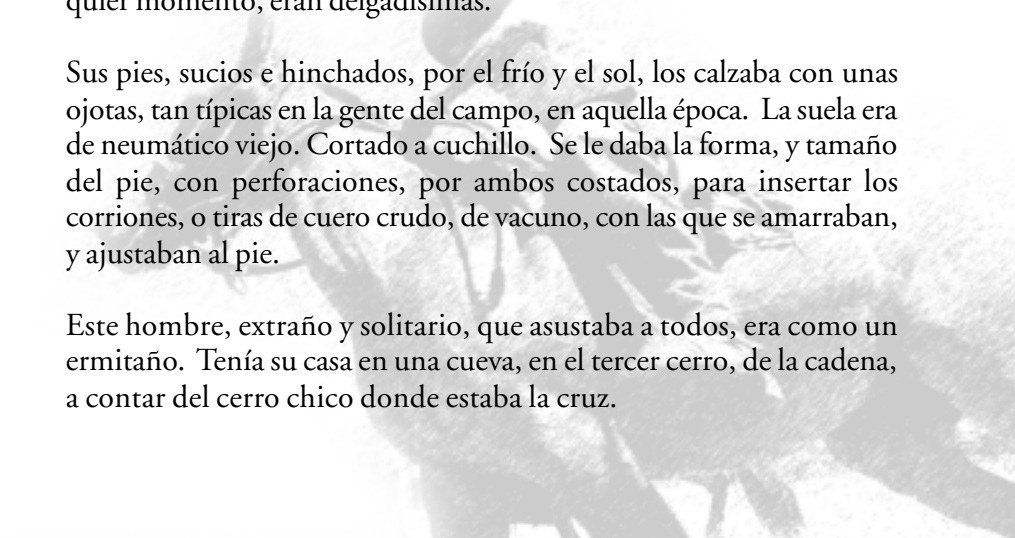 quier momento, eran delgadísimas.
Sus pies, sucios e hinchados, por el frío y el sol, los calzaba con unas
ojotas, tan típicas en la gente del campo, en aquella época.  La suela era
de neumático viejo. Cortado a cuchillo.  Se le daba la forma, y tamaño
del pie, con perforaciones, por ambos costados, para insertar los
corriones, o tiras de cuero crudo, de vacuno, con las que se amarraban,
y ajustaban al pie.
Este hombre, extraño y solitario, que asustaba a todos, era como un
ermitaño.  Tenía su casa en una cueva, en el tercer cerro, de la cadena,
a contar del cerro chico donde estaba la cruz.